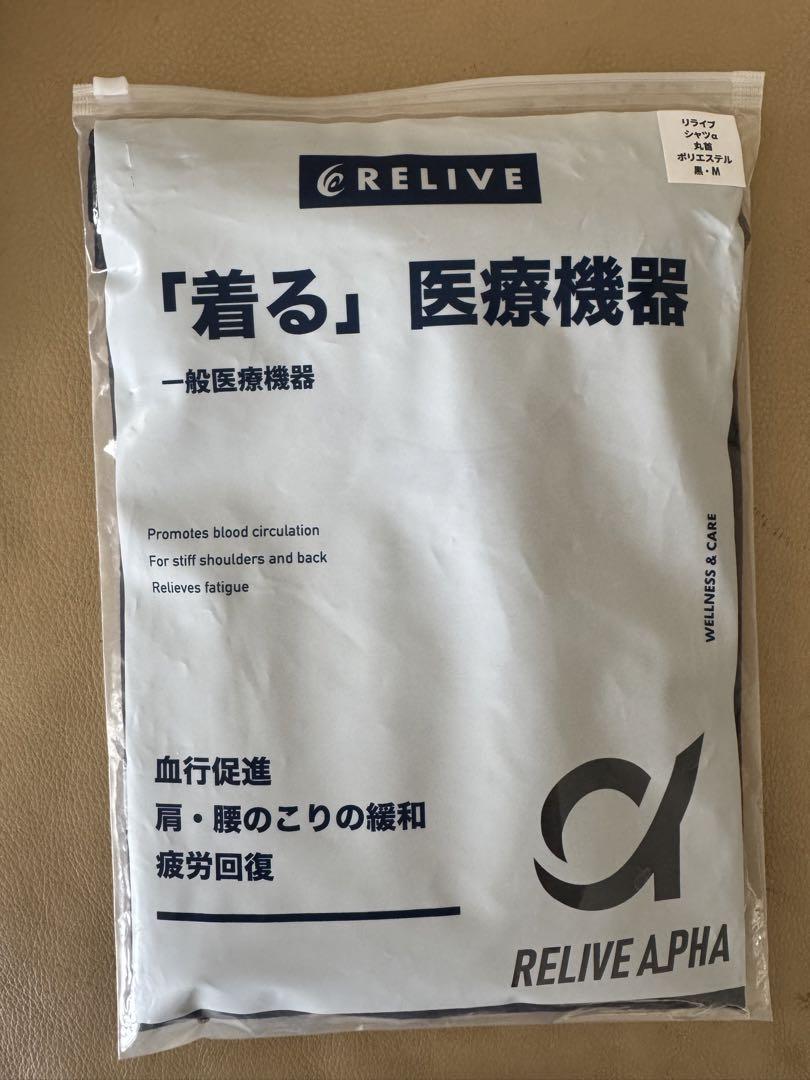 リライブ
シャツα
丸首
ポリエステル
黒・M
RELIVE
「着る」医療機器
一般医療機器
Promotes blood circulation
For stiff shoulders and back
Relieves fatigue
WELLNESS & CARE
血行促進
肩・腰のこりの緩和
疲労回復
α
RELIVE ALPHA